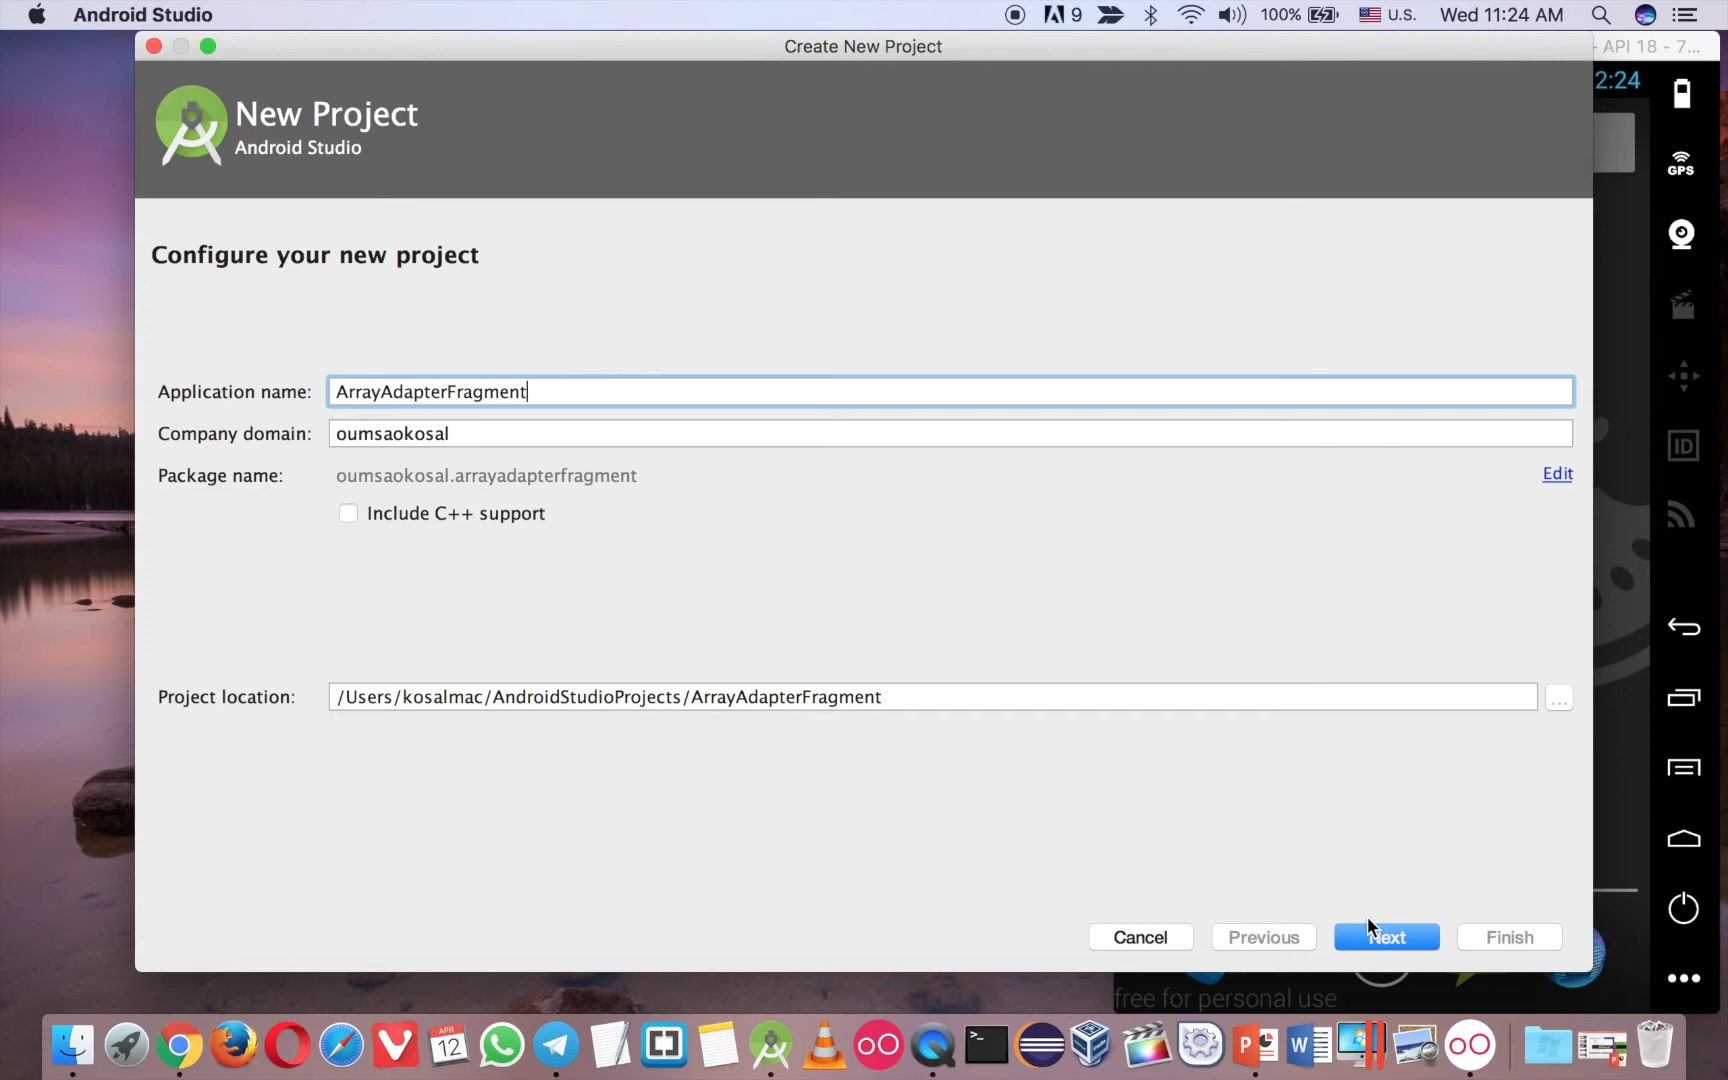 Android Studio
9
100%
U.S.
Wed 11:24 AM
Create New Project
- API 18 - 7...
New Project
Android Studio
2:24
GPS
Configure your new project
Application name:
ArrayAdapterFragment
Company domain:
oumsaokosal
Package name:
oumsaokosal.arrayadapterfragment
Edit
Include C++ support
ID
Project location:
/Users/kosalmac/AndroidStudioProjects/ArrayAdapterFragment
...
Cancel
Previous
Next
Finish
free for personal use
APR
12